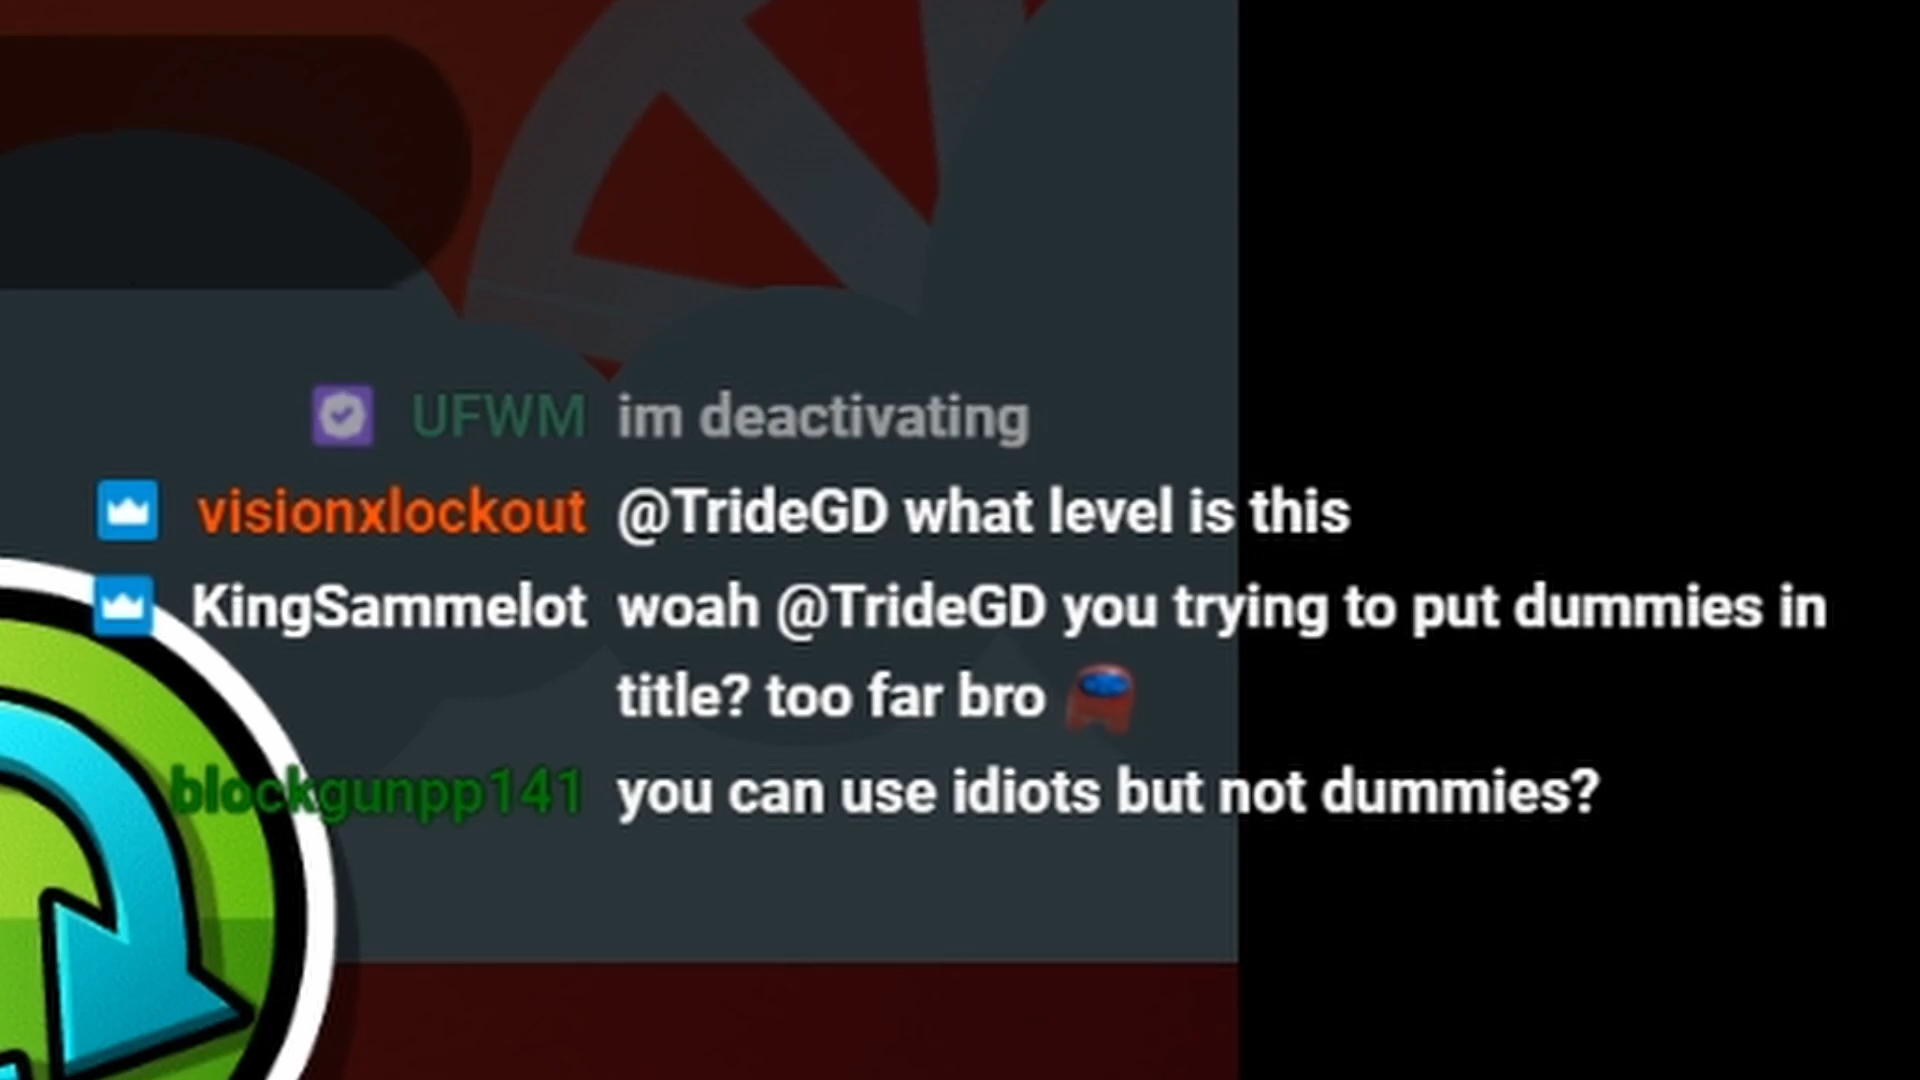 UFWM im deactivating
visionxlockout @TrideGD what level is this
KingSammelot woah @TrideGD you trying to put dummies in
title? too far bro
blockgunpp141 you can use idiots but not dummies?